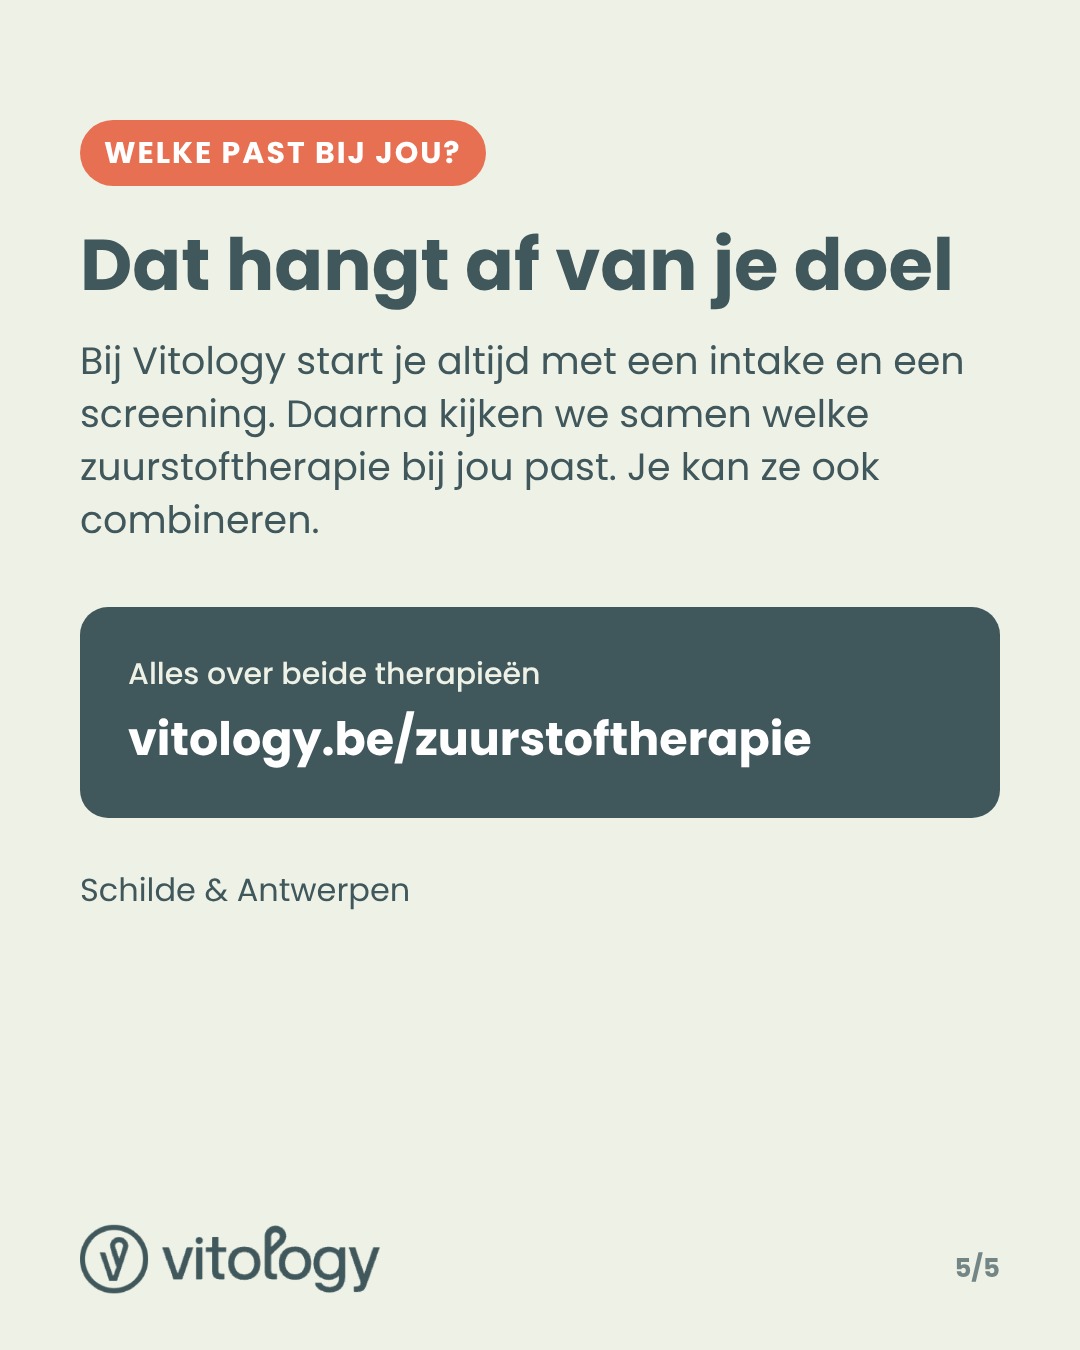 WELKE PAST BIJ JOU?
Dat hangt af van je doel
Bij Vitology start je altijd met een intake en een
screening. Daarna kijken we samen welke
zuurstoftherapie bij jou past. Je kan ze ook
combineren.
Alles over beide therapieën
vitology.be/zuurstoftherapie
Schilde & Antwerpen
vitology
5/5